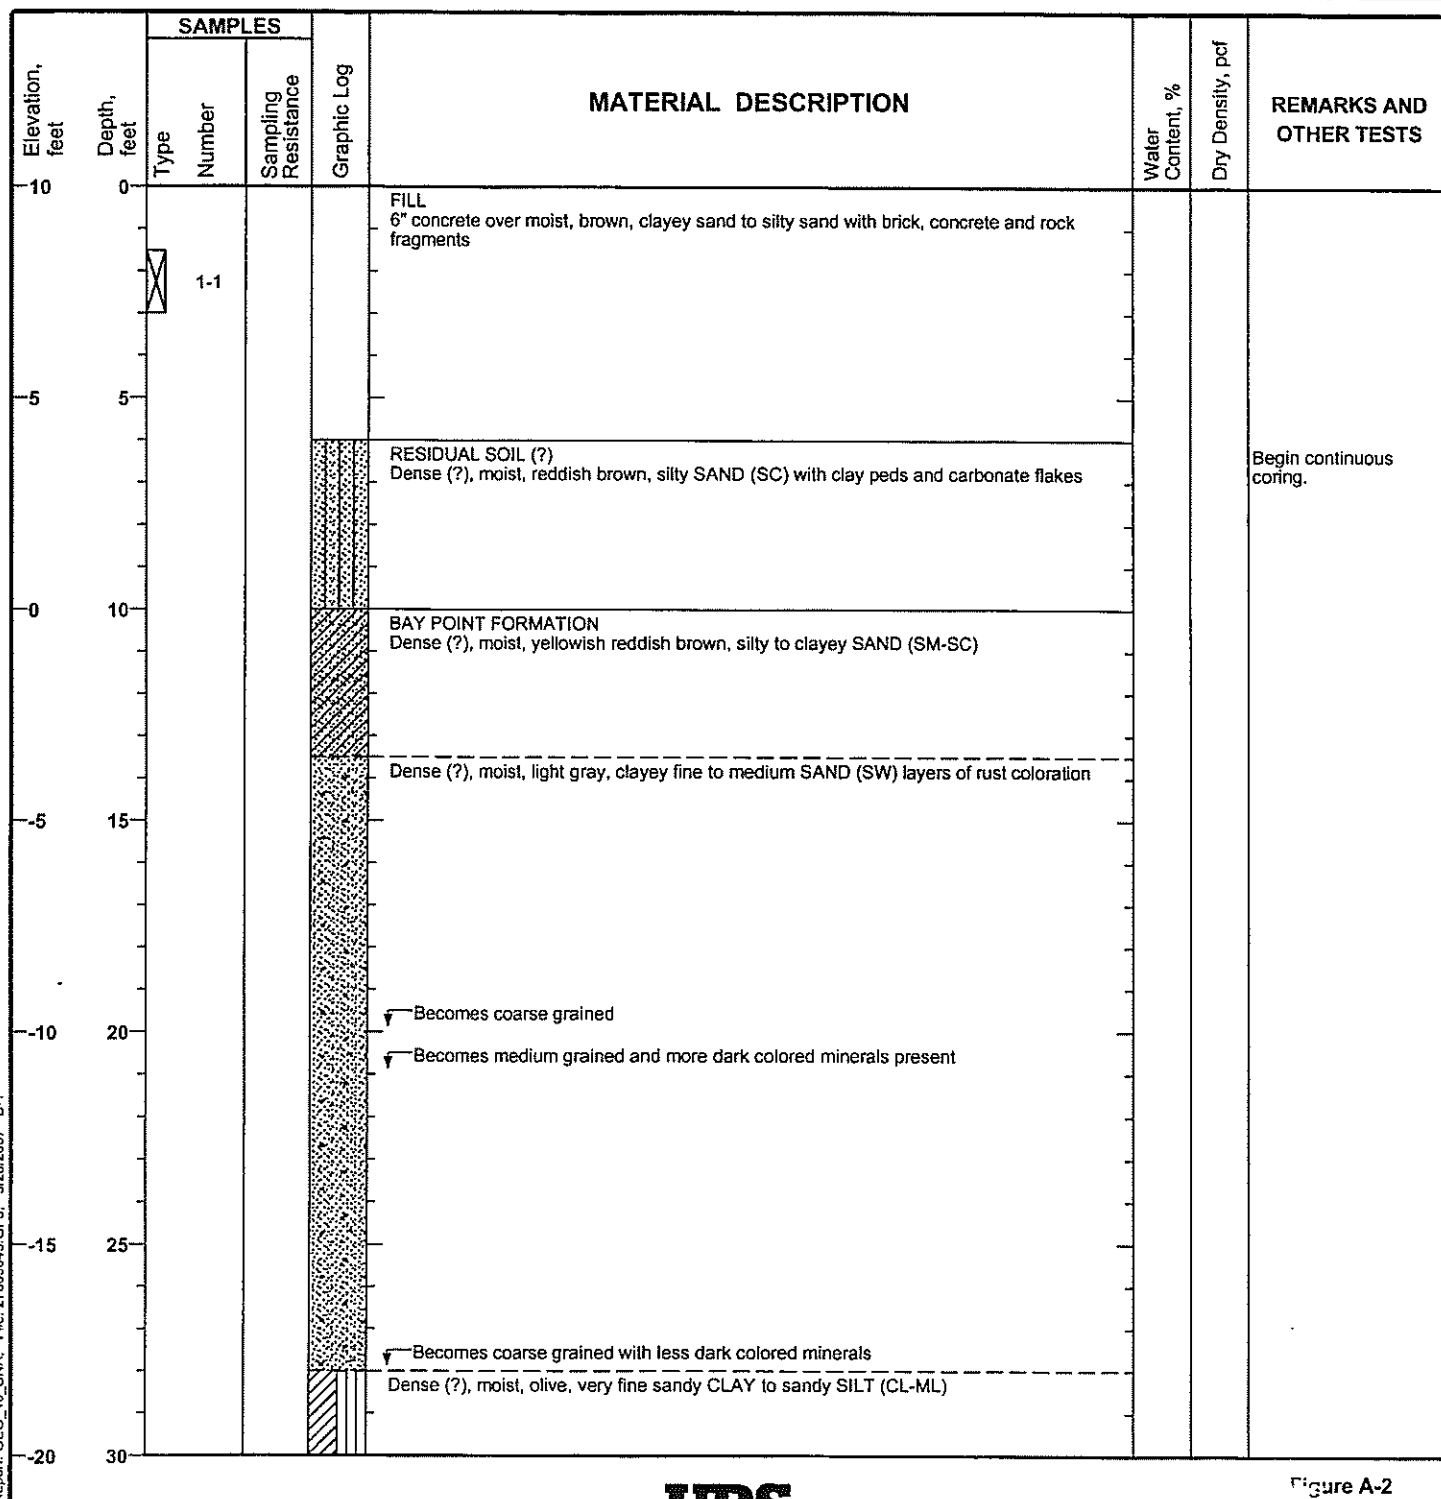 SAMPLES
Elevation, feet
Depth, feet
Type
Number
Sampling Resistance
Graphic Log
MATERIAL DESCRIPTION
Water Content, %
Dry Density, pcf
REMARKS AND
OTHER TESTS
10 0
FILL
6" concrete over moist, brown, clayey sand to silty sand with brick, concrete and rock
fragments
1-1
5 5
RESIDUAL SOIL (?)
Dense (?), moist, reddish brown, silty SAND (SC) with clay peds and carbonate flakes
Begin continuous
coring.
0 10
BAY POINT FORMATION
Dense (?), moist, yellowish reddish brown, silty to clayey SAND (SM-SC)
Dense (?), moist, light gray, clayey fine to medium SAND (SW) layers of rust coloration
-5 15
Becomes coarse grained
-10 20
Becomes medium grained and more dark colored minerals present
-15 25
Becomes coarse grained with less dark colored minerals
Dense (?), moist, olive, very fine sandy CLAY to sandy SILT (CL-ML)
-20 30
URS
Figure A-2